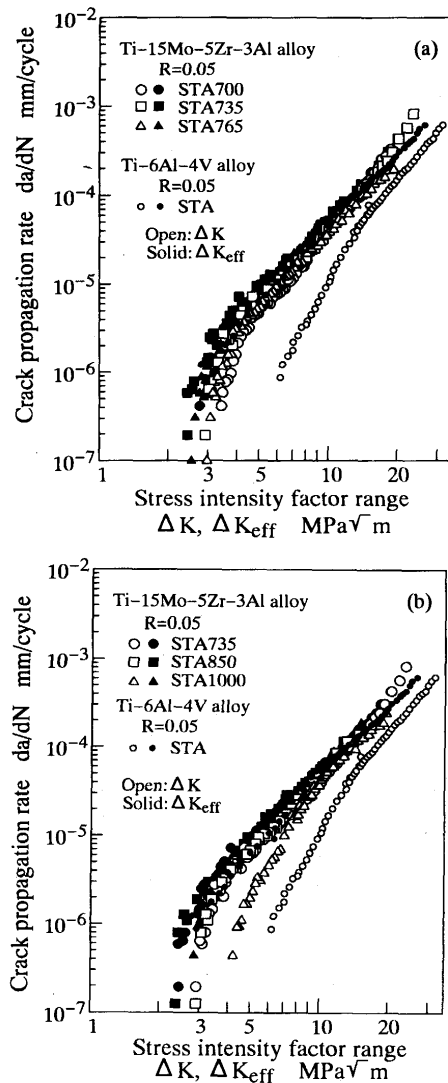 10⁻²
(a)
Ti-15Mo-5Zr-3Al alloy
R=0.05
○ ● STA700
□ ■ STA735
△ ▲ STA765
10⁻³
Ti-6Al-4V alloy
R=0.05
○ ● STA
10⁻⁴
Open: ΔK
Solid: ΔKeff
10⁻⁵
10⁻⁶
10⁻⁷
Crack propagation rate da/dN mm/cycle
1 3 5 10 20
Stress intensity factor range
ΔK, ΔKeff MPa√m
10⁻²
(b)
Ti-15Mo-5Zr-3Al alloy
R=0.05
○ ● STA735
□ ■ STA850
△ ▲ STA1000
10⁻³
Ti-6Al-4V alloy
R=0.05
○ ● STA
10⁻⁴
Open: ΔK
Solid: ΔKeff
10⁻⁵
10⁻⁶
10⁻⁷
Crack propagation rate da/dN mm/cycle
1 3 5 10 20
Stress intensity factor range
ΔK, ΔKeff MPa√m